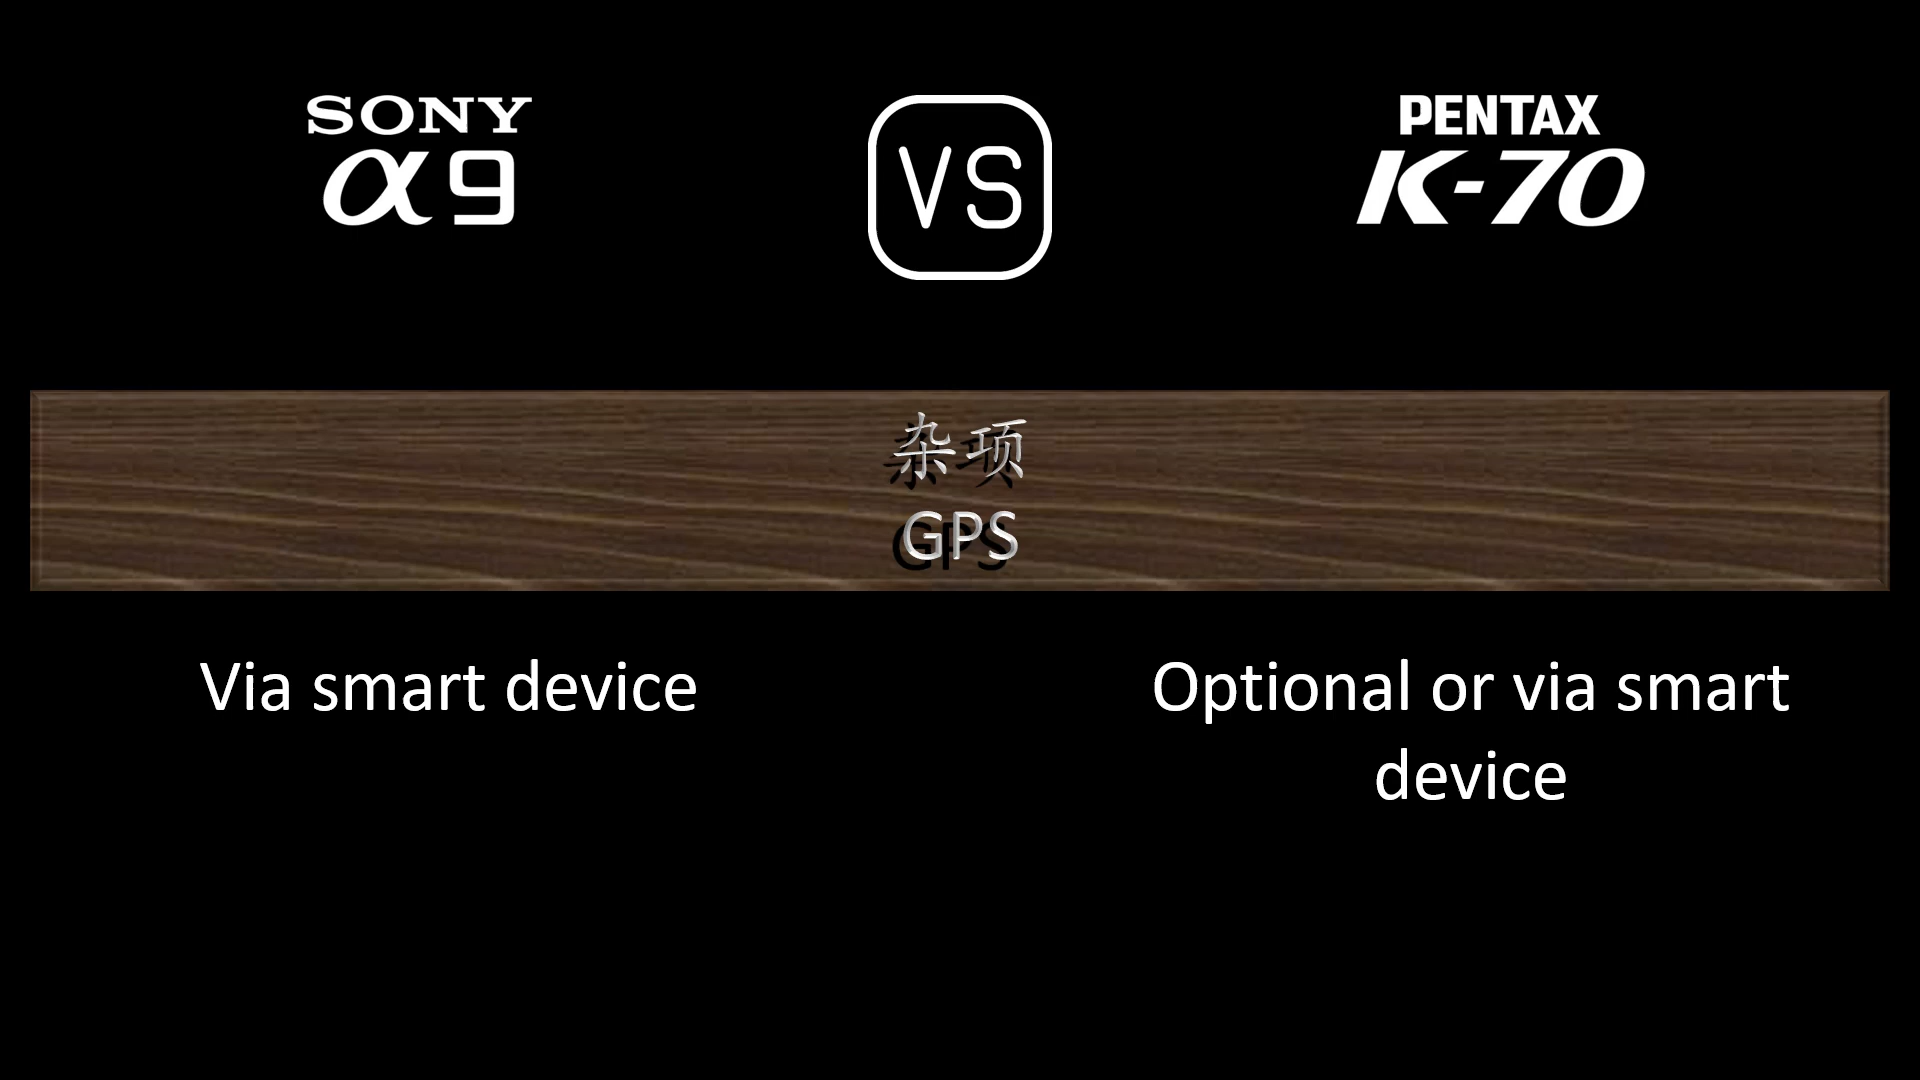 SONY
α9
VS
PENTAX
K-70
杂项
GPS
Via smart device
Optional or via smart
device